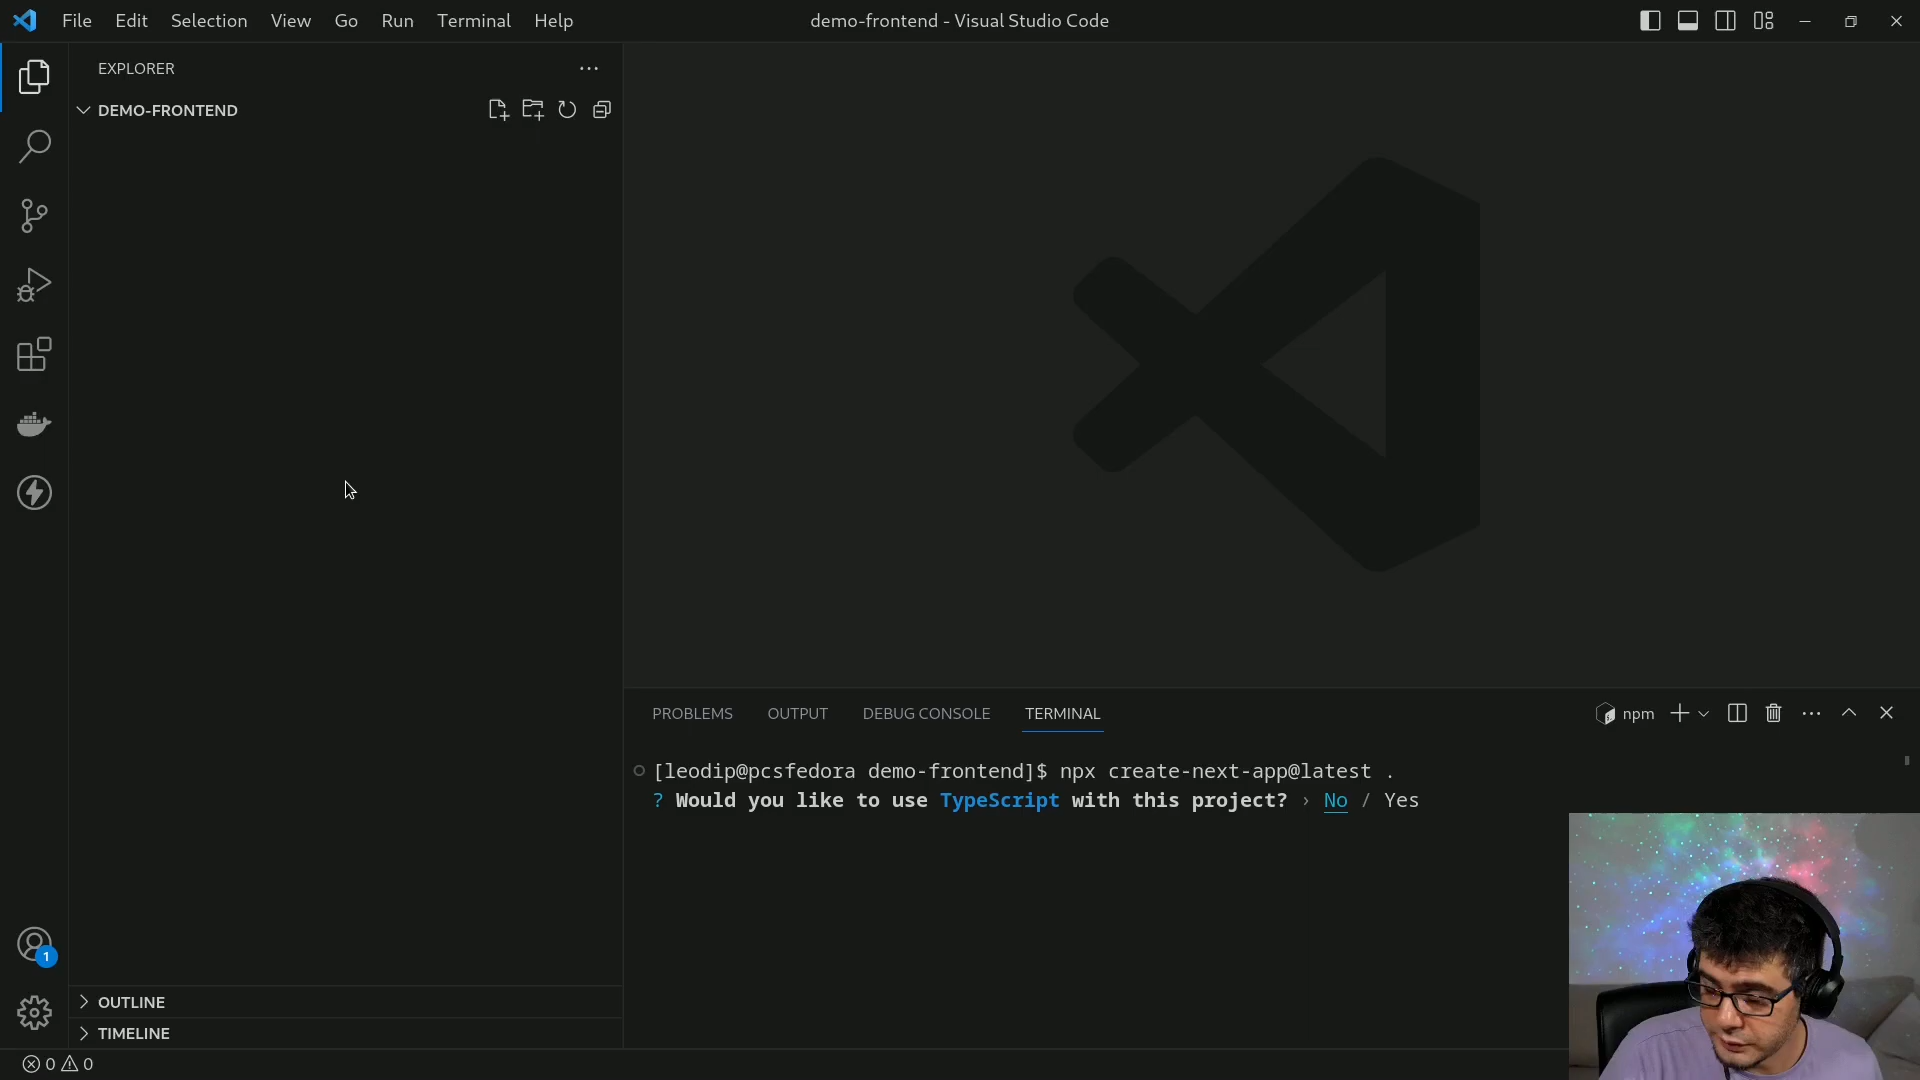 File Edit Selection View Go Run Terminal Help
demo-frontend - Visual Studio Code
EXPLORER
DEMO-FRONTEND
PROBLEMS OUTPUT DEBUG CONSOLE TERMINAL
npm
[leodip@pcsfedora demo-frontend]$ npx create-next-app@latest .
? Would you like to use TypeScript with this project? › No / Yes
1
OUTLINE
TIMELINE
0 0